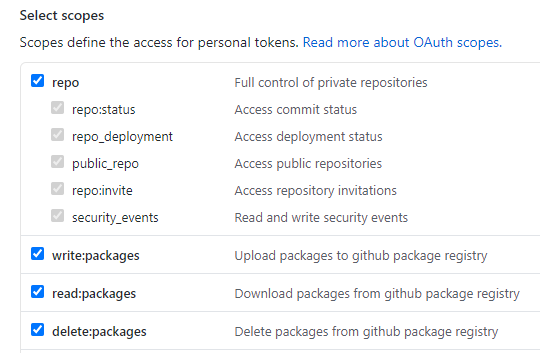 Select scopes
Scopes define the access for personal tokens. Read more about OAuth scopes.
repo Full control of private repositories
repo:status Access commit status
repo_deployment Access deployment status
public_repo Access public repositories
repo:invite Access repository invitations
security_events Read and write security events
write:packages Upload packages to github package registry
read:packages Download packages from github package registry
delete:packages Delete packages from github package registry